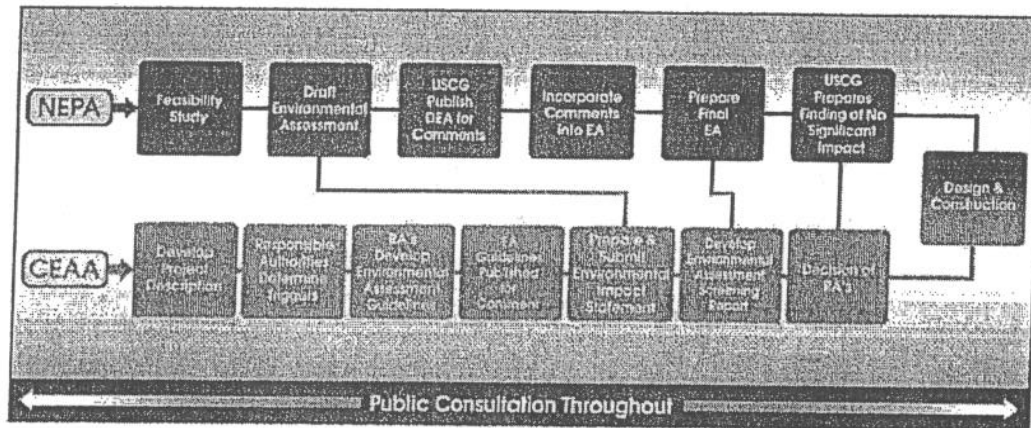 NEPA
Feasibility
Study
Draft
Environmental
Assessment
USCG
Publish
DEA for
Comments
Incorporate
Comments
Into EA
Prepare
Final
EA
USCG
Prepares
Finding of No
Significant
Impact
Design &
Construction
CEAA
Develop
Project
Description
Responsible
Authorities
Determine
Triggers
RA's
Develop
Environmental
Assessment
Guidelines
EA
Guidelines
Published
for
Comment
Prepare &
Submit
Environmental
Impact
Statement
Develop
Environmental
Assessment
Screening
Report
Decision of
RA's
Public Consultation Throughout